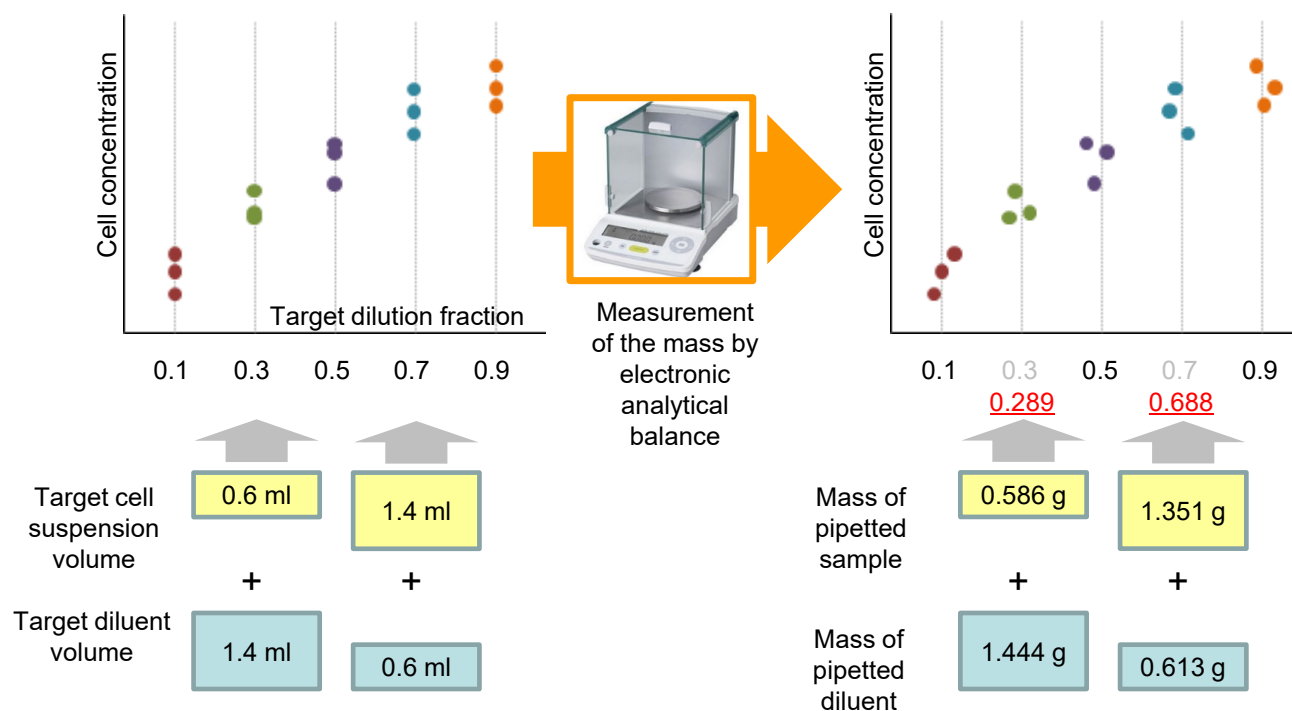 Cell concentration
Target dilution fraction
0.1
0.3
0.5
0.7
0.9
Measurement
of the mass by
electronic
analytical
balance
Cell concentration
0.1
0.3
0.5
0.7
0.9
0.289
0.688
Target cell
suspension
volume
0.6 ml
1.4 ml
+
+
Target diluent
volume
1.4 ml
0.6 ml
Mass of
pipetted
sample
0.586 g
1.351 g
+
+
Mass of
pipetted
diluent
1.444 g
0.613 g